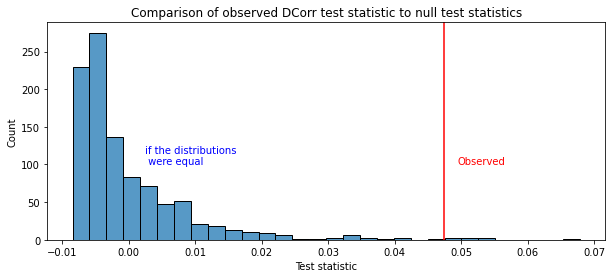 Comparison of observed DCorr test statistic to null test statistics
Count
250
200
150
100
50
0
if the distributions
were equal
Observed
−0.01 0.00 0.01 0.02 0.03 0.04 0.05 0.06 0.07
Test statistic